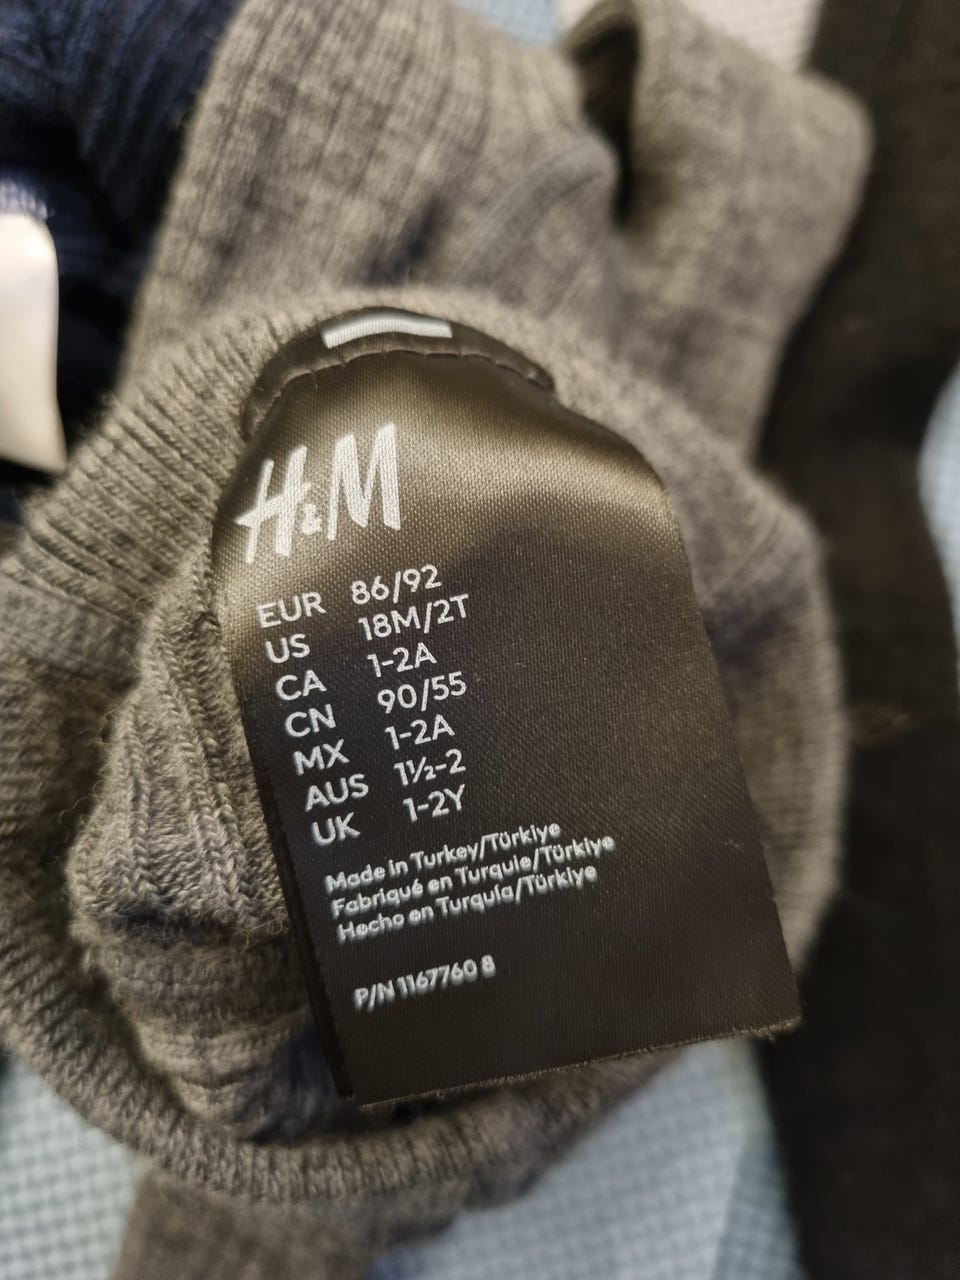 H&M
EUR 86/92
US 18M/2T
CA 1-2A
CN 90/55
MX 1-2A
AUS 1½-2
UK 1-2Y
Made in Turkey/Türkiye
Fabriqué en Turquie/Türkiye
Hecho en Turquía/Türkiye
P/N 1167760 8